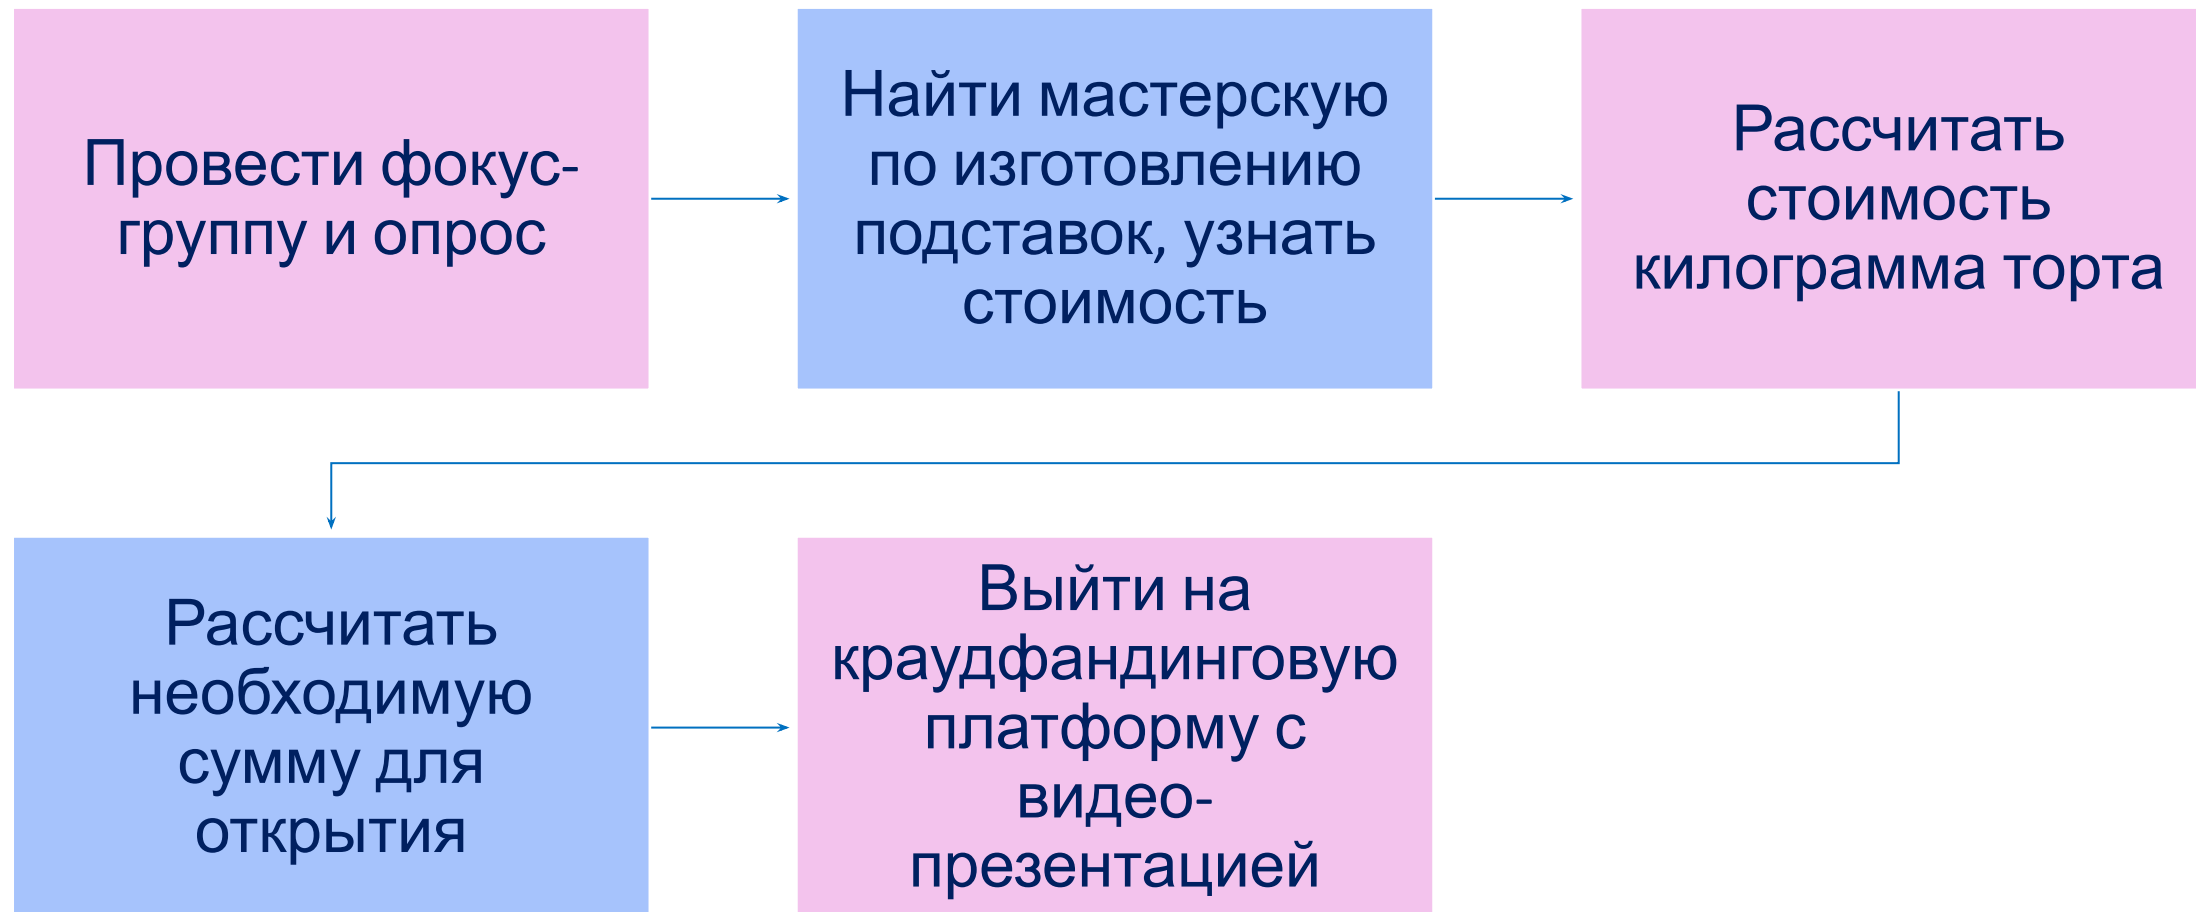 Провести фокус-
группу и опрос
Найти мастерскую
по изготовлению
подставок, узнать
стоимость
Рассчитать
стоимость
килограмма торта
Рассчитать
необходимую
сумму для
открытия
Выйти на
краудфандинговую
платформу с
видео-
презентацией